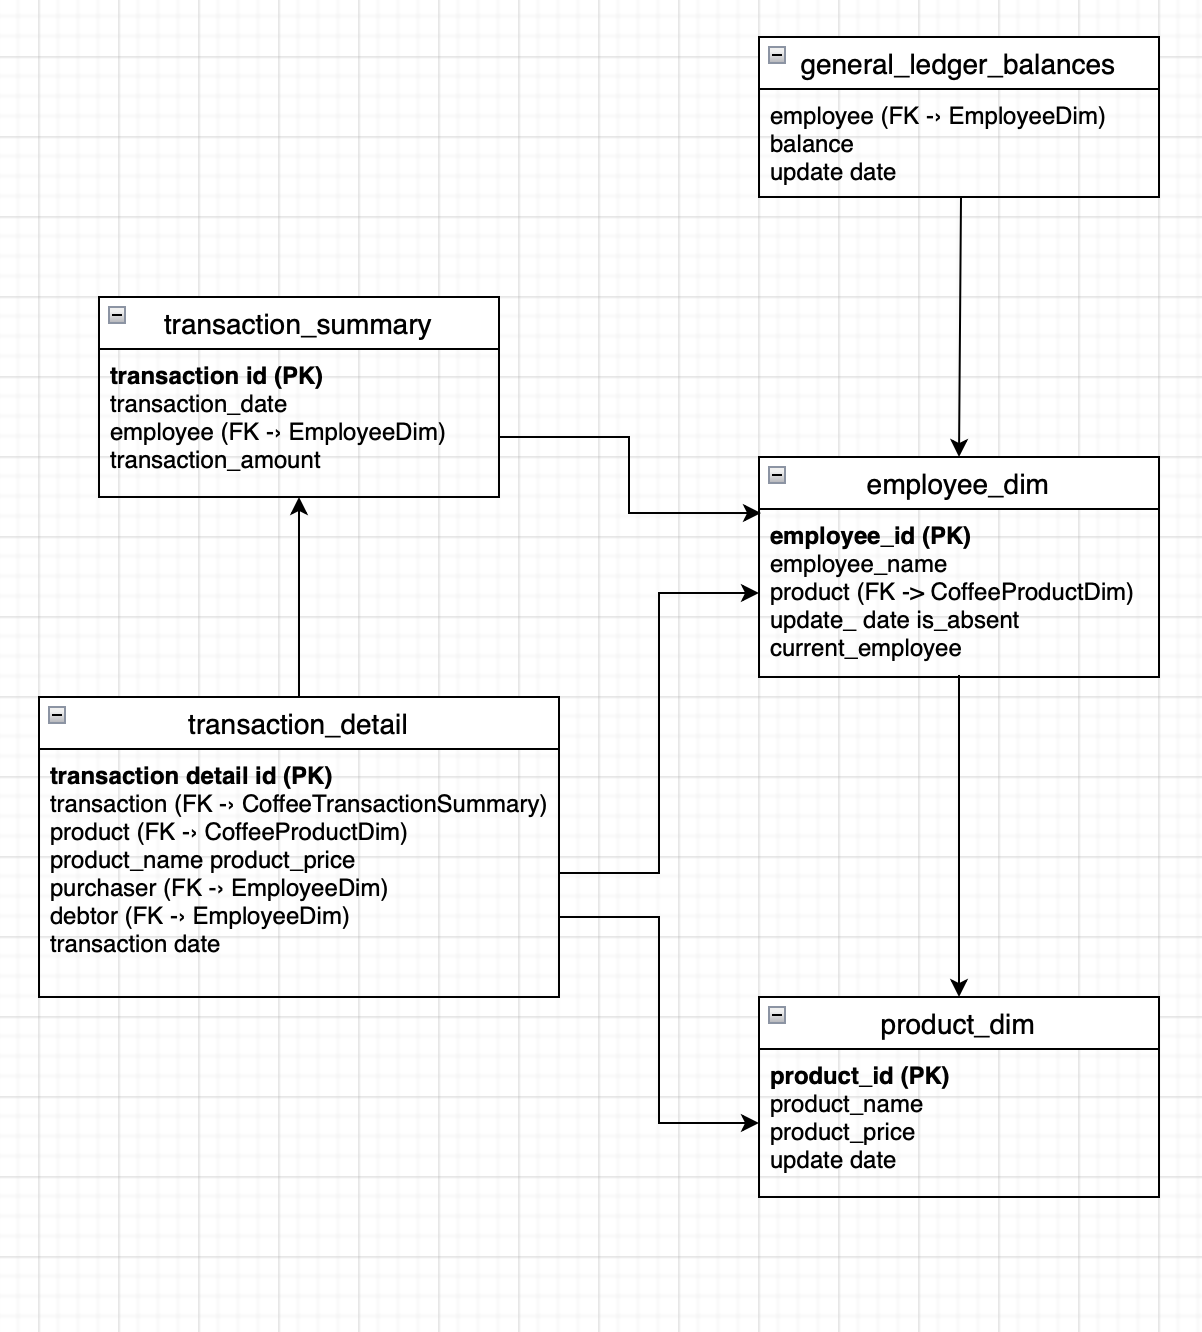 general_ledger_balances
employee (FK -> EmployeeDim)
balance
update date
transaction_summary
transaction id (PK)
transaction_date
employee (FK -> EmployeeDim)
transaction_amount
employee_dim
employee_id (PK)
employee_name
product (FK -> CoffeeProductDim)
update_ date is_absent
current_employee
transaction_detail
transaction detail id (PK)
transaction (FK -> CoffeeTransactionSummary)
product (FK -> CoffeeProductDim)
product_name product_price
purchaser (FK -> EmployeeDim)
debtor (FK -> EmployeeDim)
transaction date
product_dim
product_id (PK)
product_name
product_price
update date